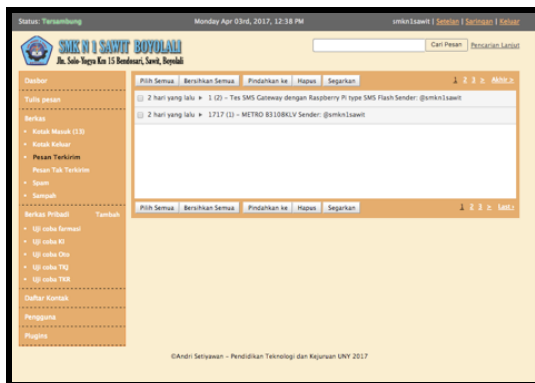 Status: Tersambung
Monday Apr 03rd, 2017, 12:38 PM
smkn1sawit | Setelan | Saringan | Keluar
SMK N 1 SAWIT BOYOLALI
Jln. Solo-Yogya Km 15 Bendosari, Sawit, Boyolali
Cari Pesan Pencarian Lanjut
Dasbor
Tulis pesan
Berkas
Kotak Masuk (13)
Kotak Keluar
Pesan Terkirim
Pesan Tak Terkirim
Spam
Sampah
Berkas Pribadi Tambah
Uji coba farmasi
Uji coba KI
Uji coba Oto
Uji coba TIQ
Uji coba TKR
Daftar Kontak
Pengguna
Plugins
Pilih Semua Bersihkan Semua Pindahkan ke Hapus Segarkan 1 2 3 > Akhir >
2 hari yang lalu ▸ 1 (2) - Tes SMS Gateway dengan Raspberry Pi type SMS Flash Sender: @smkn1sawit
2 hari yang lalu ▸ 1717 (1) - METRO 83108KLV Sender: @smkn1sawit
Pilih Semua Bersihkan Semua Pindahkan ke Hapus Segarkan 1 2 3 > Last >
©Andri Setiyawan - Pendidikan Teknologi dan Kejuruan UNY 2017